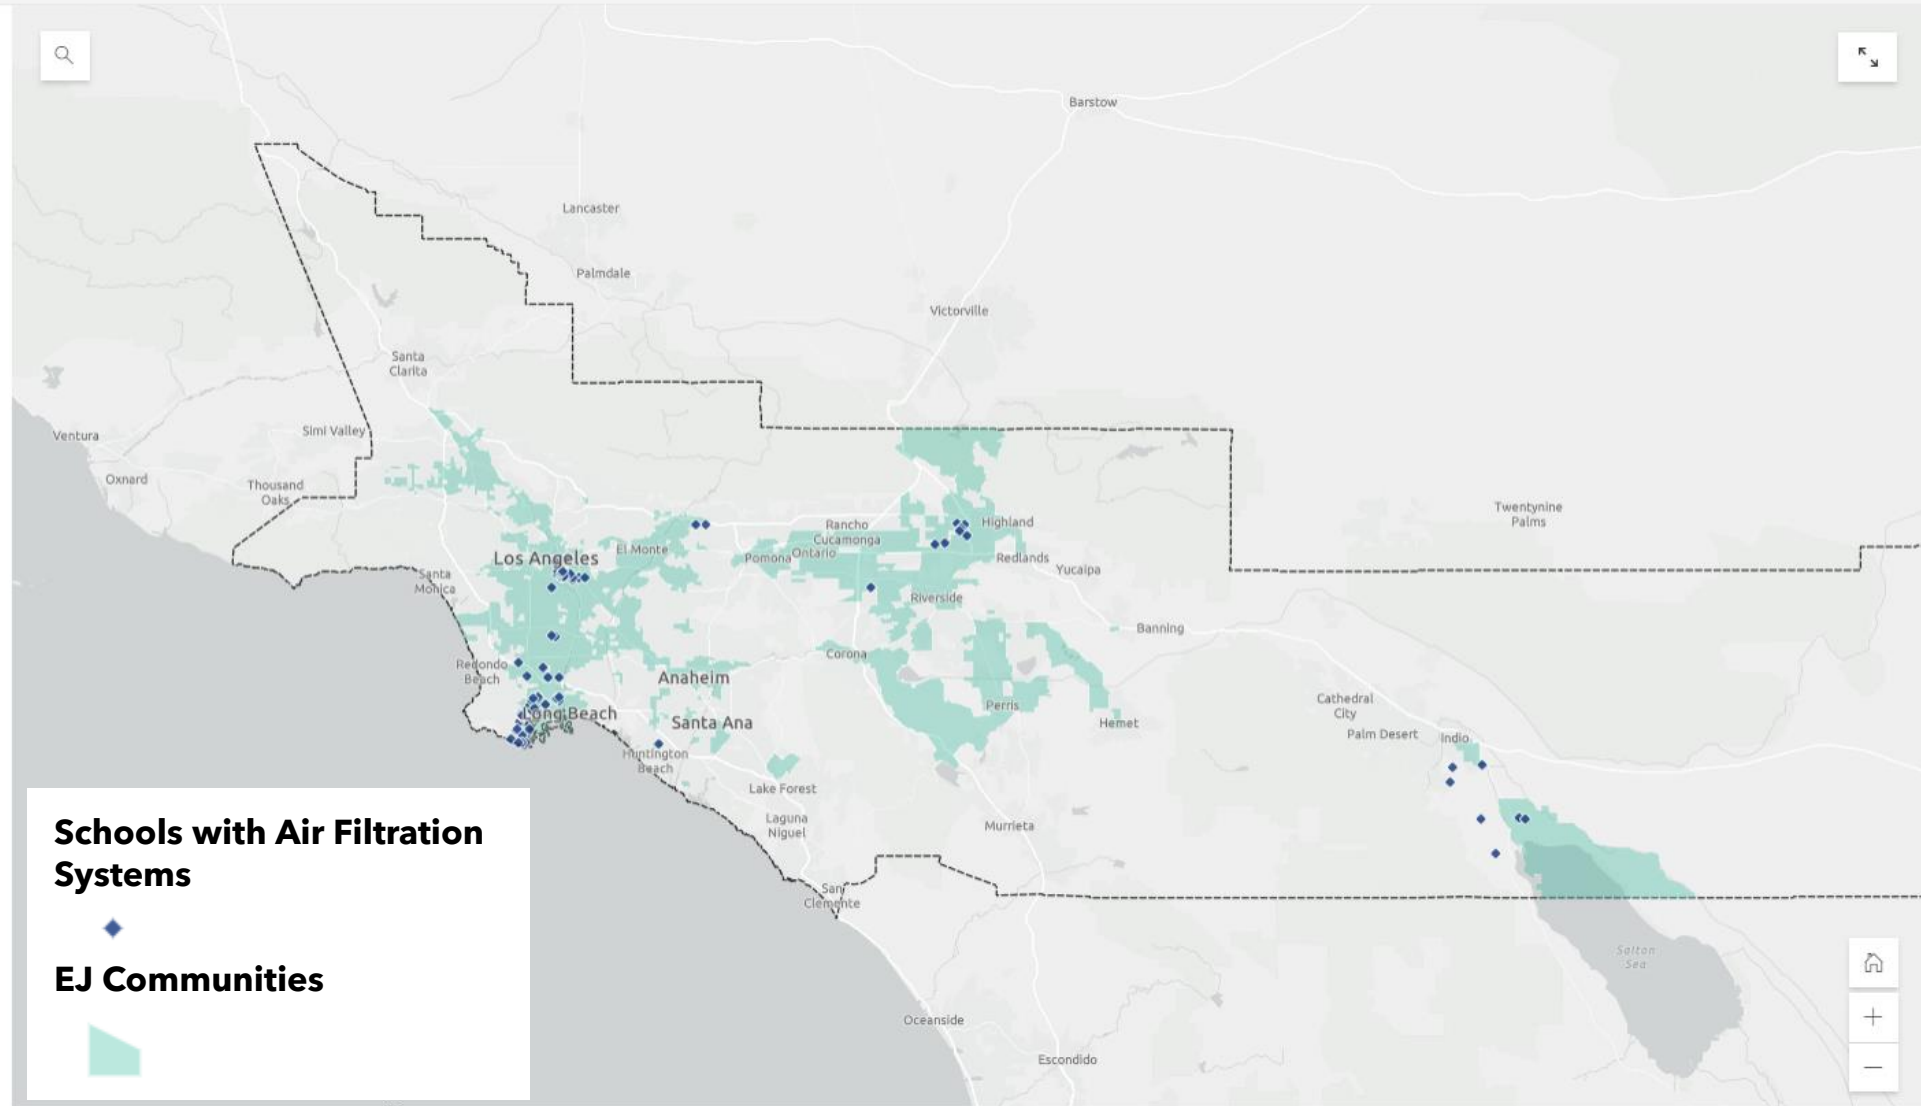 Barstow
Lancaster
Palmdale
Victorville
Santa
Clarita
Simi Valley
Ventura
Oxnard
Thousand
Oaks
Twentynine
Palms
Rancho
Cucamonga
Highland
El Monte
Los Angeles
Pomona
Ontario
Redlands
Yucaipa
Santa
Monica
Riverside
Banning
Corona
Redondo
Beach
Anaheim
Perris
Cathedral
City
Long Beach
Santa Ana
Hemet
Palm Desert
Indio
Huntington
Beach
Lake Forest
Laguna
Niguel
Murrieta
San
Clemente
Schools with Air Filtration
Systems
EJ Communities
Salton
Sea
Oceanside
Escondido